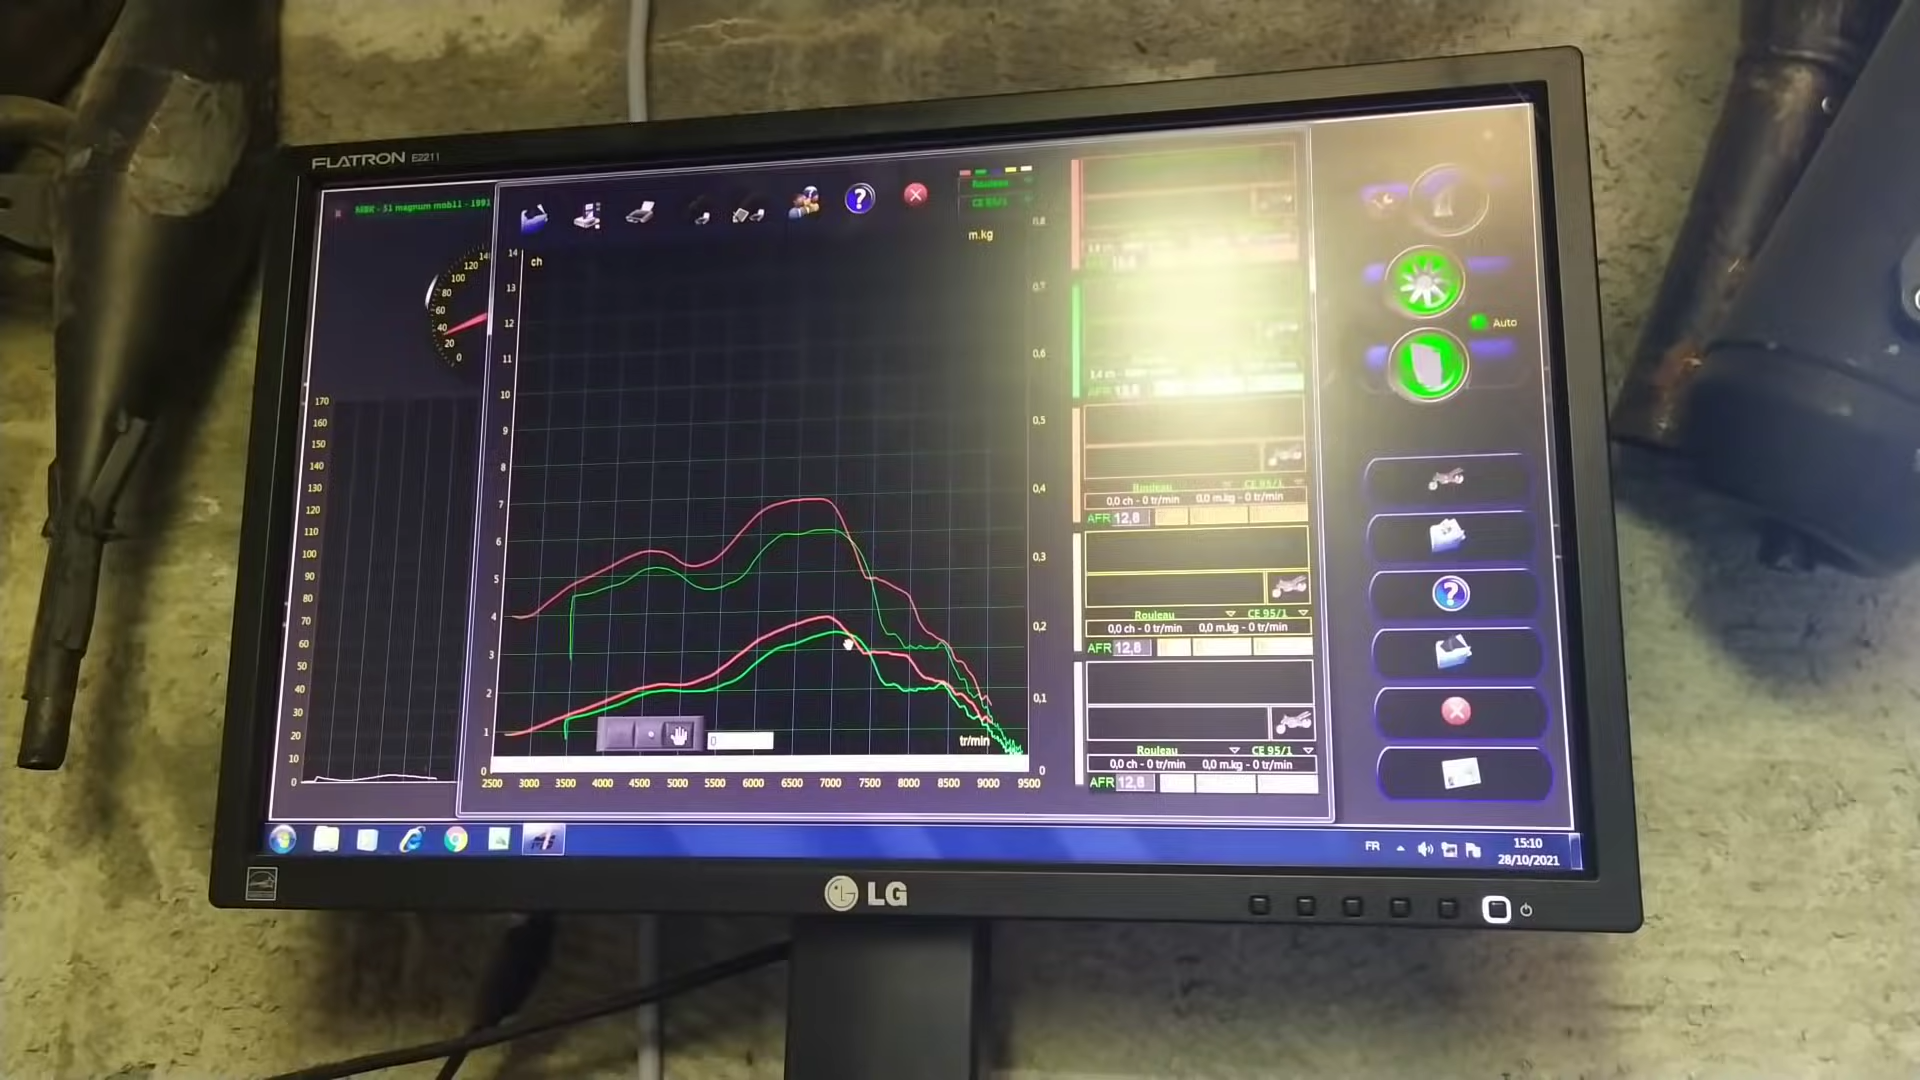 FLATRON E2211
MBK - 51 magnum mob11 - 1991
Rouleau
CE 95/1
m.kg
ch
14
13
12
11
10
9
8
7
6
5
4
3
2
1
0
0,6
0,5
0,4
0,3
0,2
0,1
0
tr/min
0
2500 3000 3500 4000 4500 5000 5500 6000 6500 7000 7500 8000 8500 9000 9500
120
100
80
60
40
20
0
170
160
150
140
130
120
110
100
90
80
70
60
50
40
30
20
10
0
Rouleau CE 95/1
0,0 ch - 0 tr/min 0,0 m.kg - 0 tr/min
AFR 12,8
Rouleau CE 95/1
0,0 ch - 0 tr/min 0,0 m.kg - 0 tr/min
AFR 12,8
Rouleau CE 95/1
0,0 ch - 0 tr/min 0,0 m.kg - 0 tr/min
AFR 12,8
Auto
FR
15:10
28/10/2021
LG